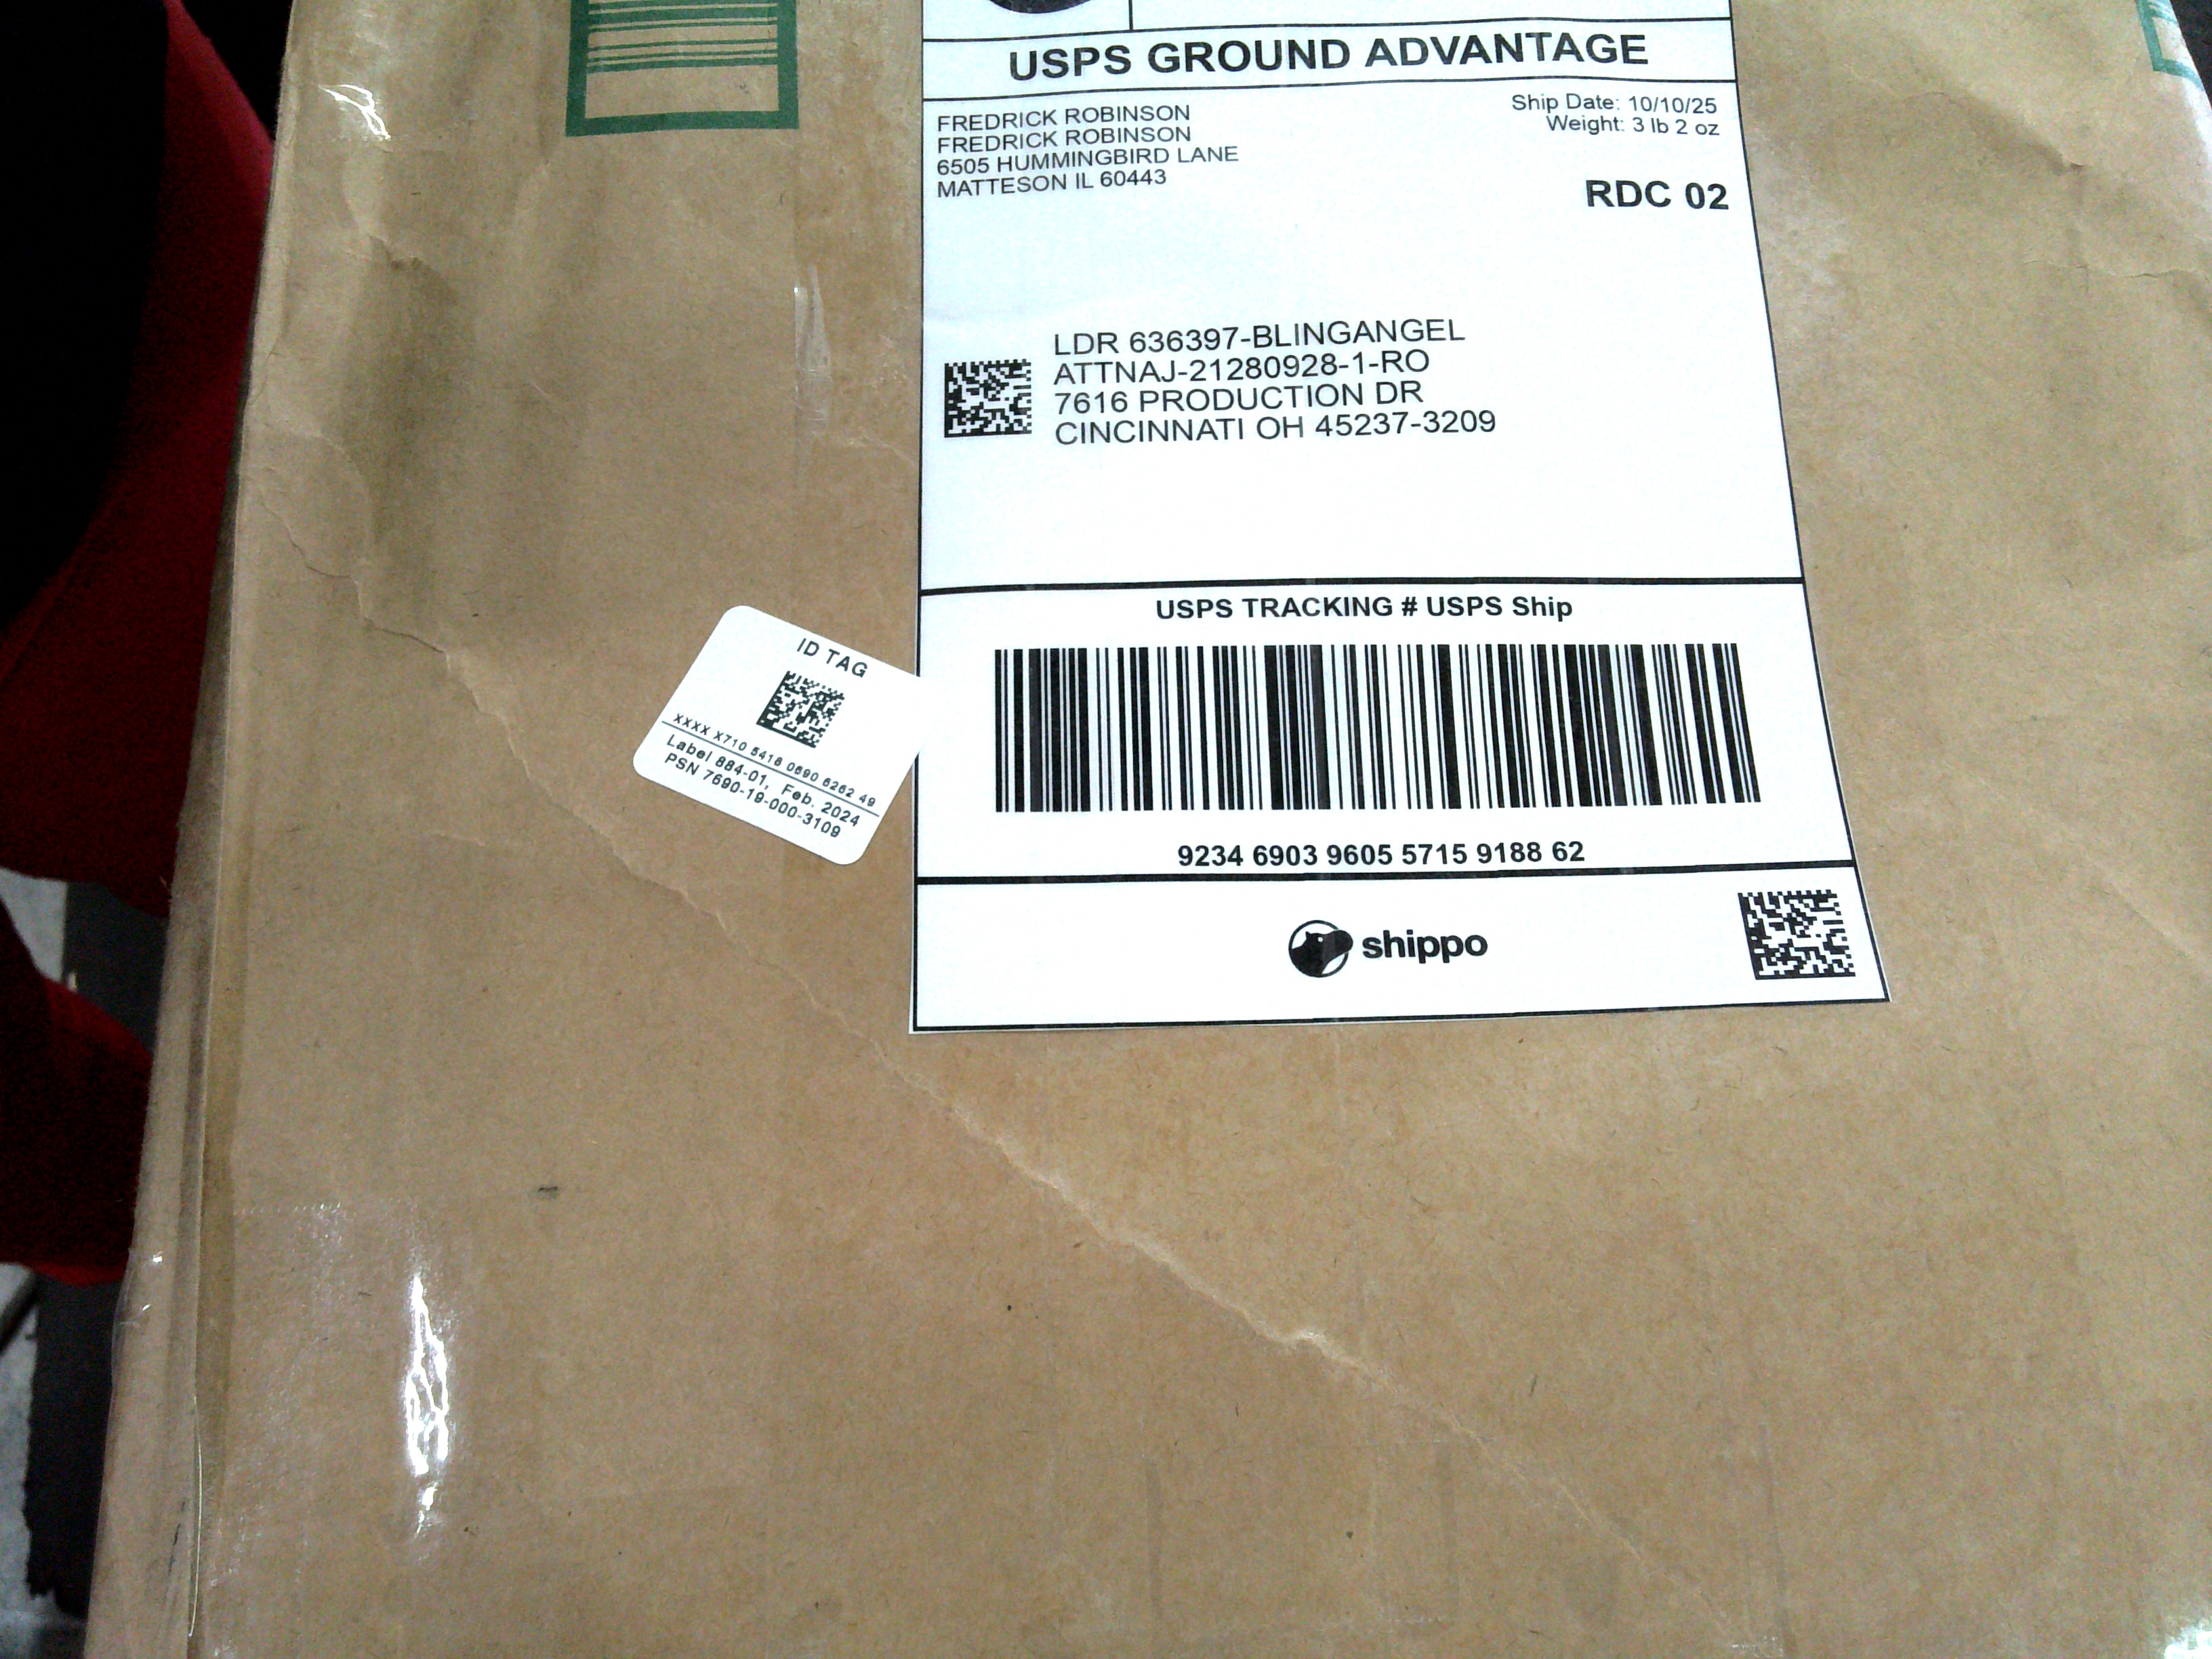 USPS GROUND ADVANTAGE
FREDRICK ROBINSON
FREDRICK ROBINSON
6505 HUMMINGBIRD LANE
MATTESON IL 60443
Ship Date: 10/10/25
Weight: 3 lb 2 oz
RDC 02
LDR 636397-BLINGANGEL
ATTNAJ-21280928-1-RO
7616 PRODUCTION DR
CINCINNATI OH 45237-3209
USPS TRACKING # USPS Ship
9234 6903 9605 5715 9188 62
shippo
ID TAG
XXXX X710 5416 0690 6262 49
Label 884-01, Feb. 2024
PSN 7690-19-000-3109